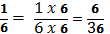 1/6 = (1 x 6)/(6 x 6) = 6/36